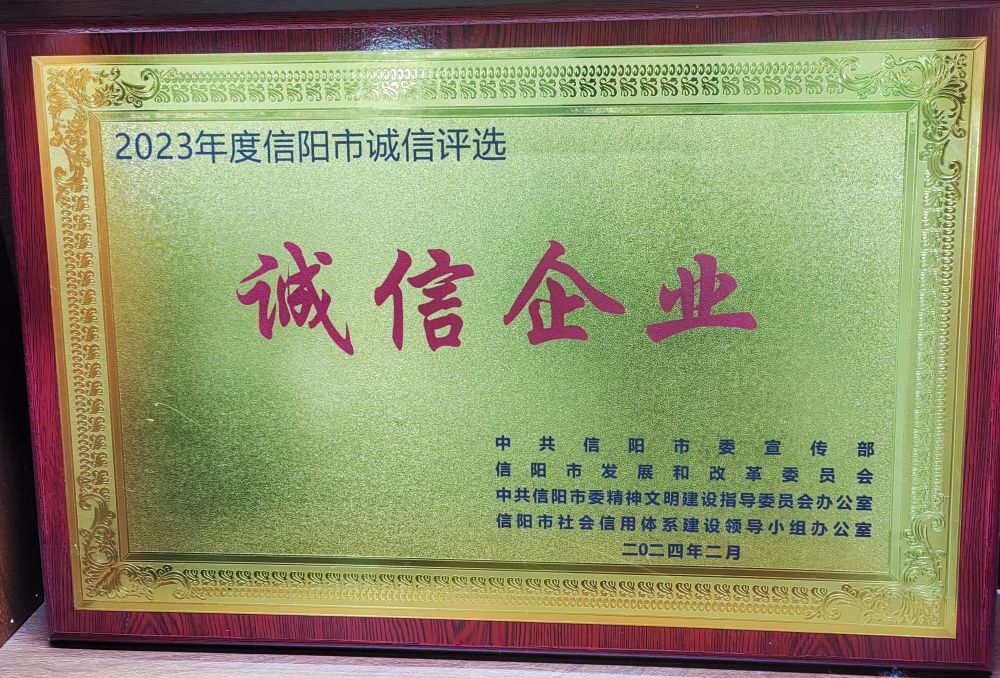 2023年度信阳市诚信评选
诚信企业
中共信阳市委宣传部
信阳市发展和改革委员会
中共信阳市委精神文明建设指导委员会办公室
信阳市社会信用体系建设领导小组办公室
二0二四年二月